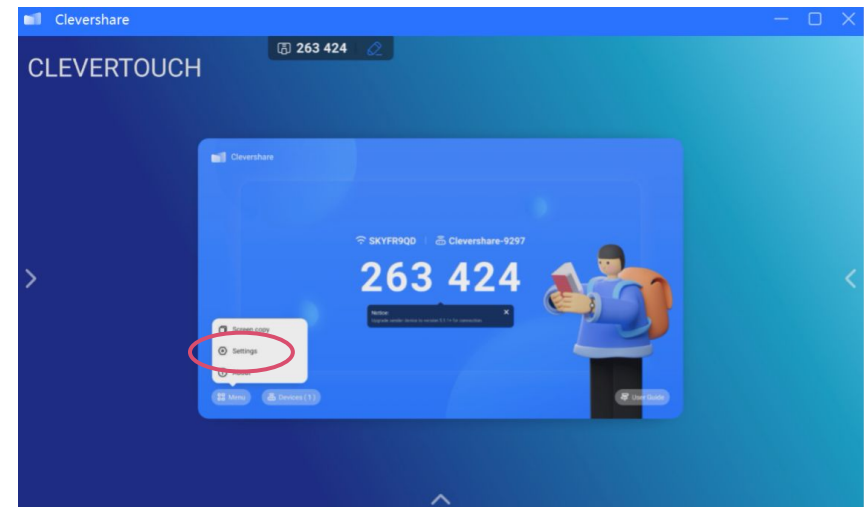 Clevershare
263 424
CLEVERTOUCH
Clevershare
SKYFR9QD | Clevershare-9297
263 424
Notice
Screen copy
Settings
Menu
Devices ( 1 )
User Guide